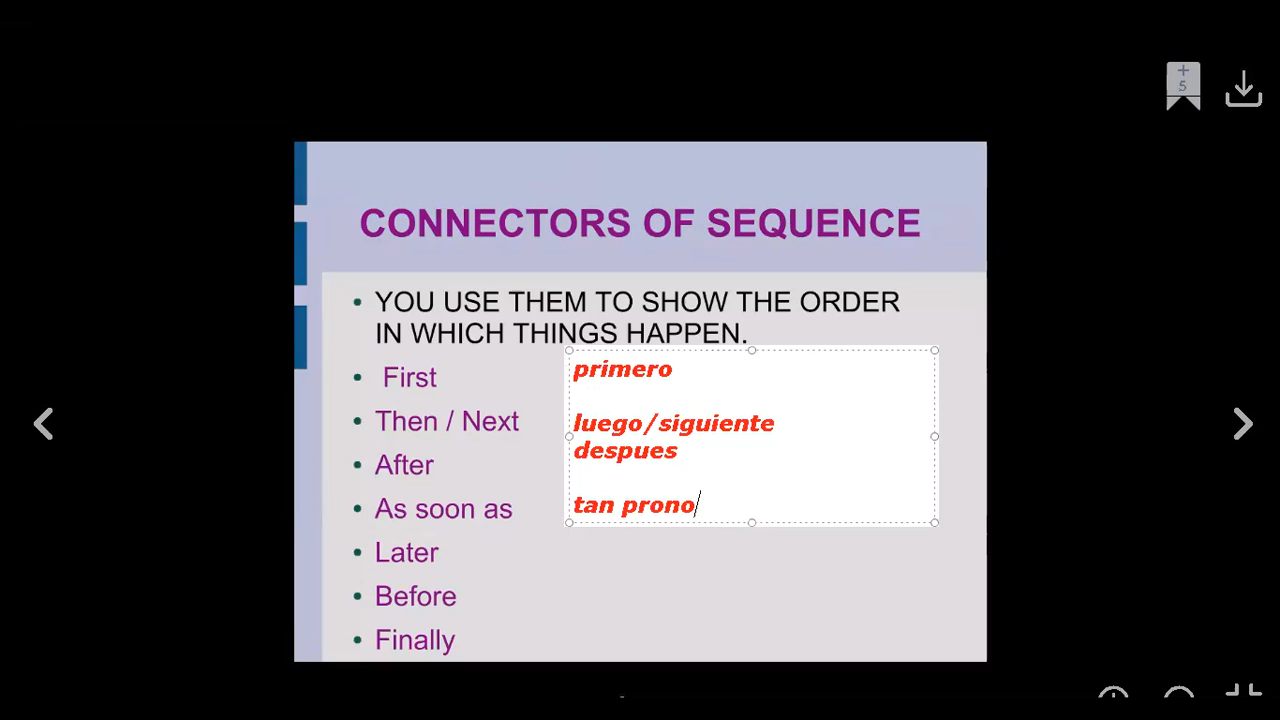 +
5
CONNECTORS OF SEQUENCE
• YOU USE THEM TO SHOW THE ORDER
IN WHICH THINGS HAPPEN.
• First
primero
• Then / Next
luego/siguiente
despues
• After
• As soon as
tan prono
• Later
• Before
• Finally